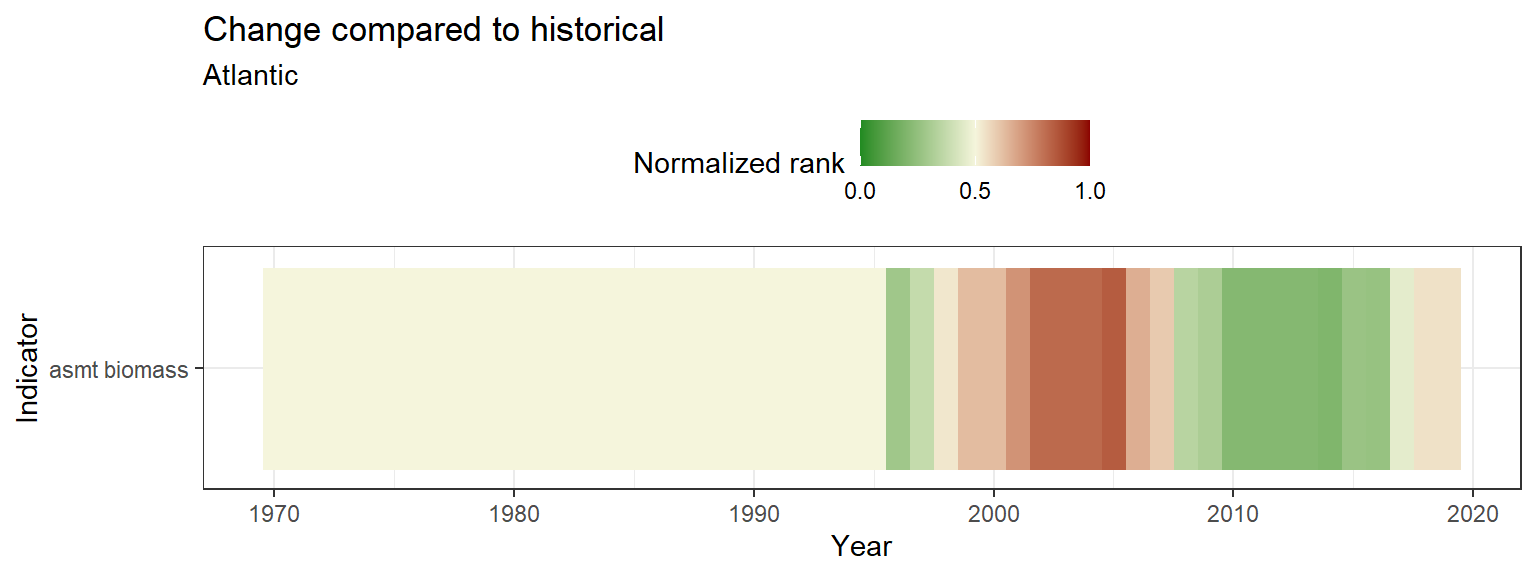 Change compared to historical
Atlantic
Normalized rank
0.0 0.5 1.0
Indicator
asmt biomass
1970 1980 1990 2000 2010 2020
Year